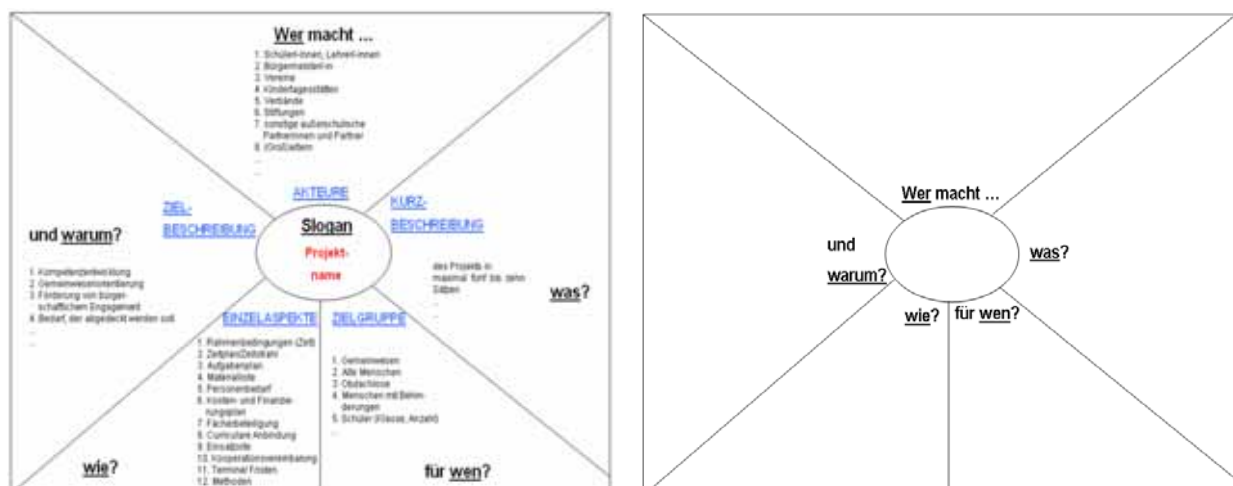 Wer macht ...
1. SchülerI-innen, LehrerI-innen
2. BürgermeisterI-in
3. Vereine
4. Kindertagesstätten
5. Verbände
6. Stiftungen
7. sonstige außerschulische
Partnerinnen und Partner
8. (Groß)eltern
...
...
AKTEURE
ZIEL-
BESCHREIBUNG
KURZ-
BESCHREIBUNG
Slogan
Projekt-
name
und warum?
1. Kompetenzentwicklung
2. Gemeinwesenorientierung
3. Förderung von bürger-
schaftlichem Engagement
4. Bedarf, der abgedeckt werden soll
...
des Projekts in
maximal fünf bis zehn
Sätzen
...
was?
EINZELASPEKTE
1. Rahmenbedingungen (Zeit)
2. Zeitplan/Zeitstrahl
3. Aufgabenplan
4. Materialliste
5. Personenbedarf
6. Kosten- und Finanzie-
rungsplan
7. Fächerbeteiligung
8. Curriculare Anbindung
9. Einsatzorte
10. Kooperationsvereinbarung
11. Termine/ Fristen
12. Methoden
wie?
ZIELGRUPPE
1. Gemeinwesen
2. Alte Menschen
3. Obdachlose
4. Menschen mit Behin-
derungen
5. Schüler (Klasse, Anzahl)
...
für wen?
Wer macht ...
und
warum?
was?
wie?
für wen?